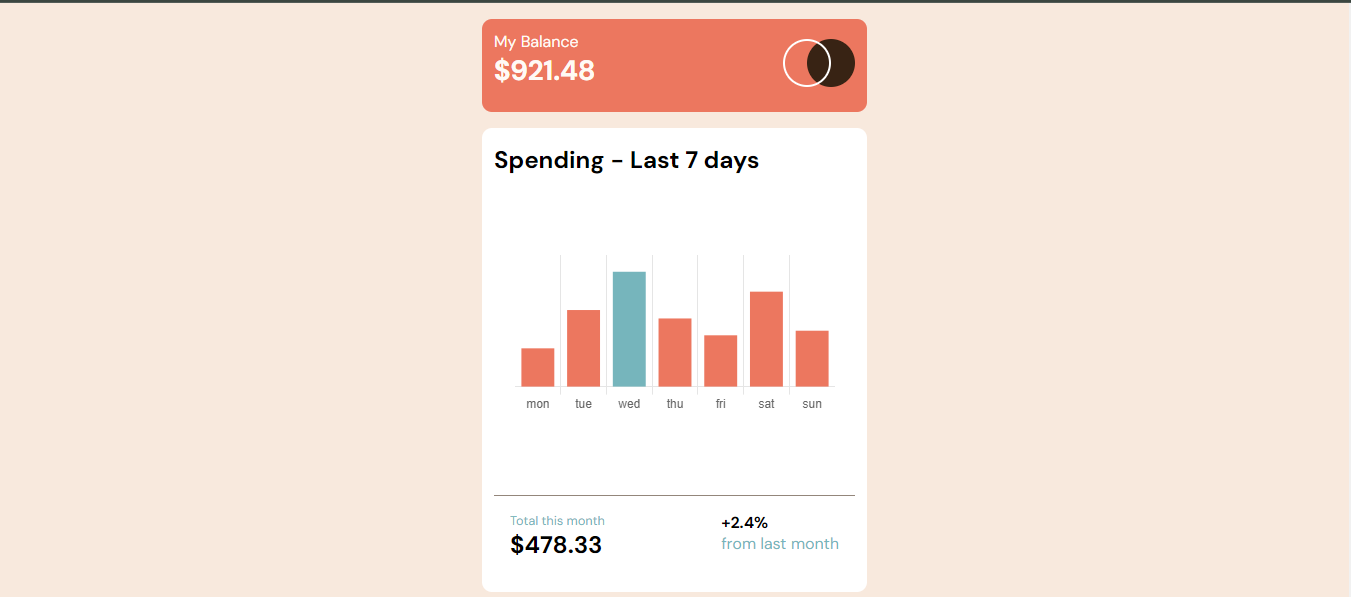 My Balance
$921.48
Spending - Last 7 days
mon tue wed thu fri sat sun
Total this month
$478.33
+2.4%
from last month